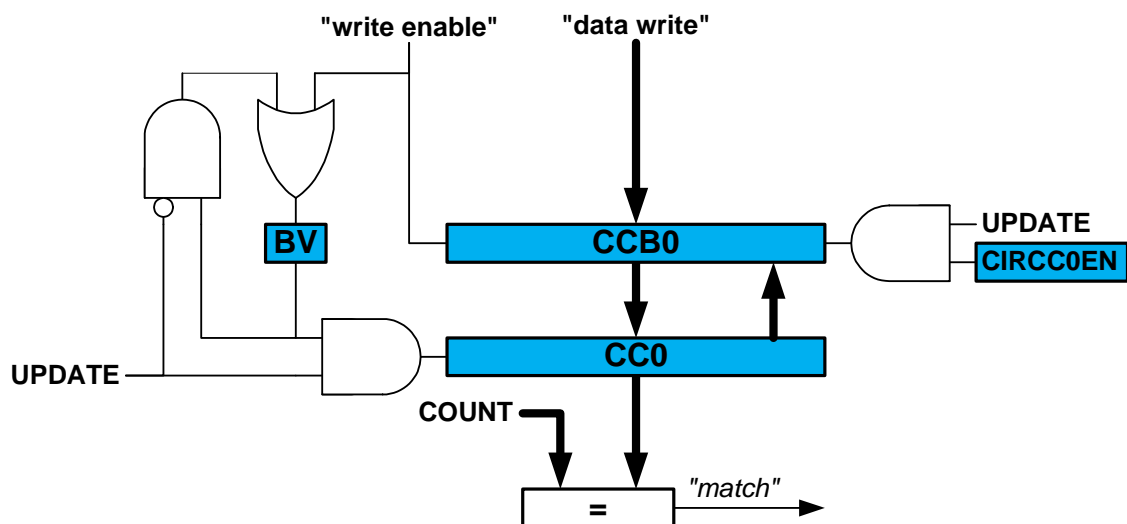 "write enable"
"data write"
UPDATE
BV
CCB0
CIRCC0EN
CC0
UPDATE
COUNT
=
"match"